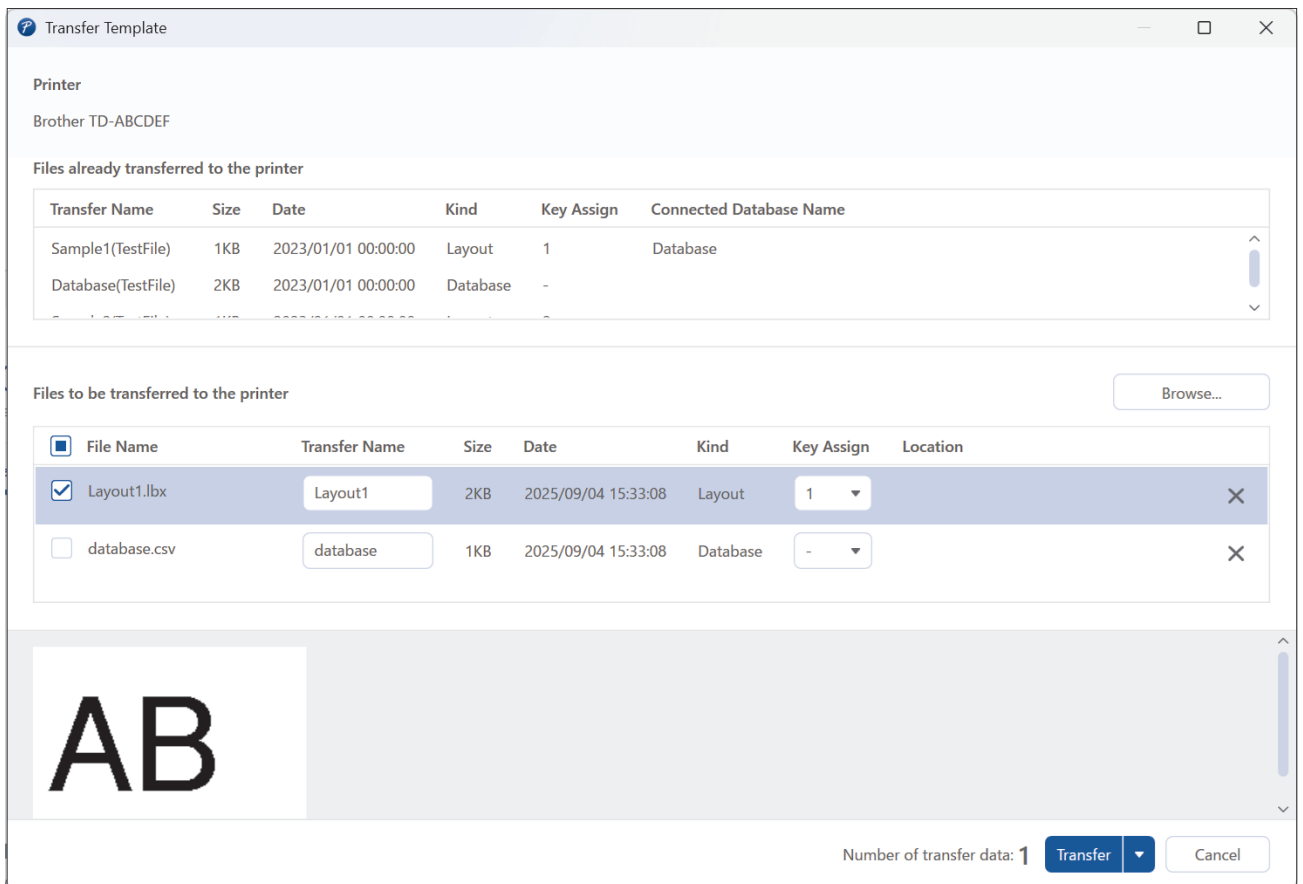 Transfer Template
Printer
Brother TD-ABCDEF
Files already transferred to the printer
Transfer Name Size Date Kind Key Assign Connected Database Name
Sample1(TestFile) 1KB 2023/01/01 00:00:00 Layout 1 Database
Database(TestFile) 2KB 2023/01/01 00:00:00 Database -
Files to be transferred to the printer Browse...
File Name Transfer Name Size Date Kind Key Assign Location
Layout1.lbx Layout1 2KB 2025/09/04 15:33:08 Layout 1
database.csv database 1KB 2025/09/04 15:33:08 Database -
AB
Number of transfer data: 1 Transfer Cancel